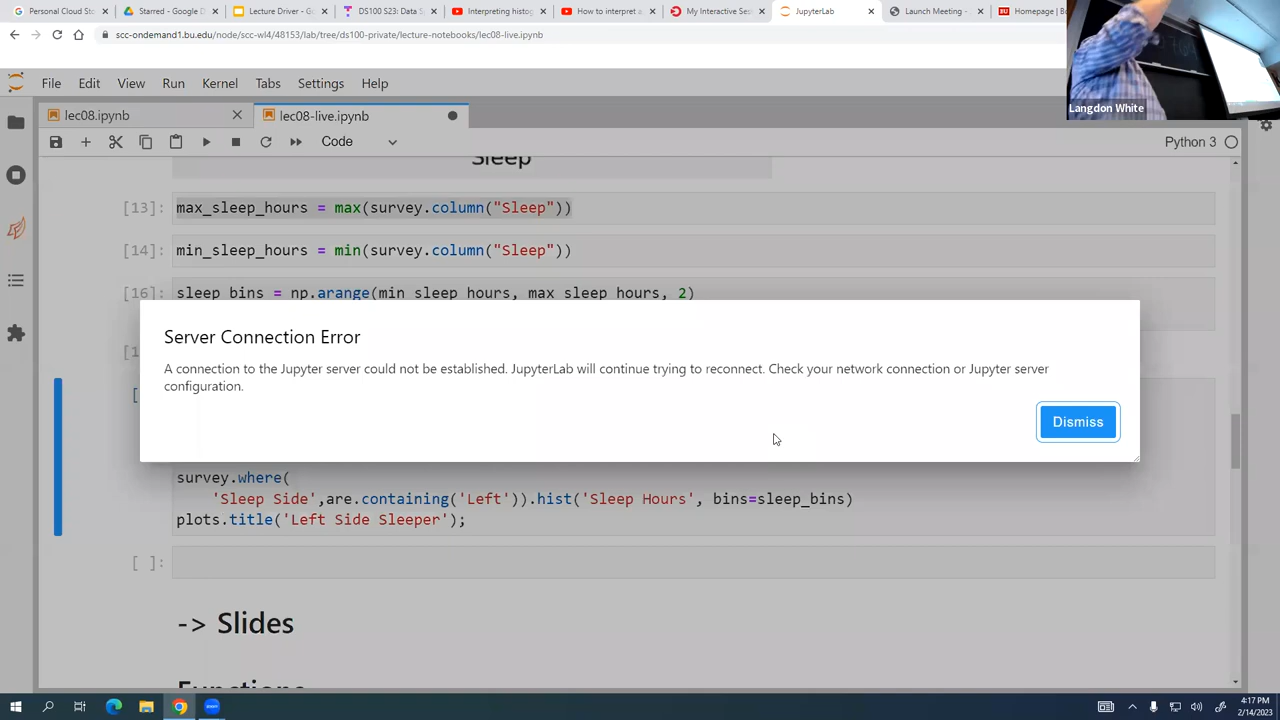 Personal Cloud Sto
Starred - Google D
Lecture Driver - Go
DS100 S23: Data S
Interpreting histog
How to interpret a
My Interactive Ses
JupyterLab
Launch Meeting -
Homepage | Bo
scc-ondemand1.bu.edu/node/scc-wl4/48153/lab/tree/ds100-private/lecture-notebooks/lec08-live.ipynb
Langdon White
File Edit View Run Kernel Tabs Settings Help
lec08.ipynb
lec08-live.ipynb
Code
Python 3
Sleep
[13]: max_sleep_hours = max(survey.column("Sleep"))
[14]: min_sleep_hours = min(survey.column("Sleep"))
[16]: sleep_bins = np.arange(min_sleep_hours, max_sleep_hours, 2)
Server Connection Error
A connection to the Jupyter server could not be established. JupyterLab will continue trying to reconnect. Check your network connection or Jupyter server
configuration.
Dismiss
survey.where(
'Sleep Side',are.containing('Left')).hist('Sleep Hours', bins=sleep_bins)
plots.title('Left Side Sleeper');
[ ]:
-> Slides
Functions
4:17 PM
2/14/2023